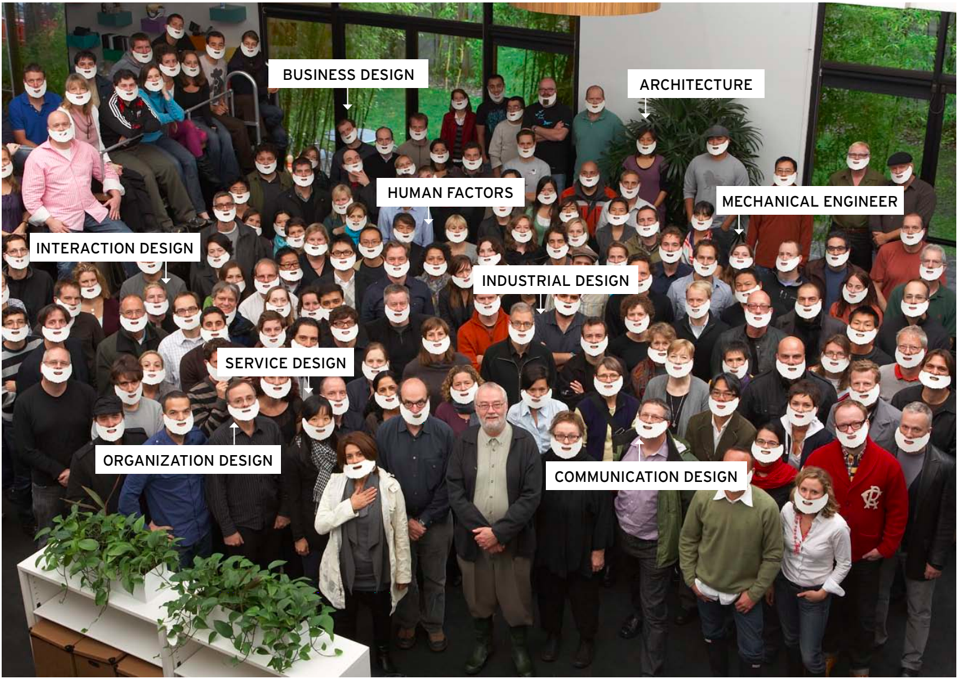 BUSINESS DESIGN
ARCHITECTURE
HUMAN FACTORS
MECHANICAL ENGINEER
INTERACTION DESIGN
INDUSTRIAL DESIGN
SERVICE DESIGN
ORGANIZATION DESIGN
COMMUNICATION DESIGN